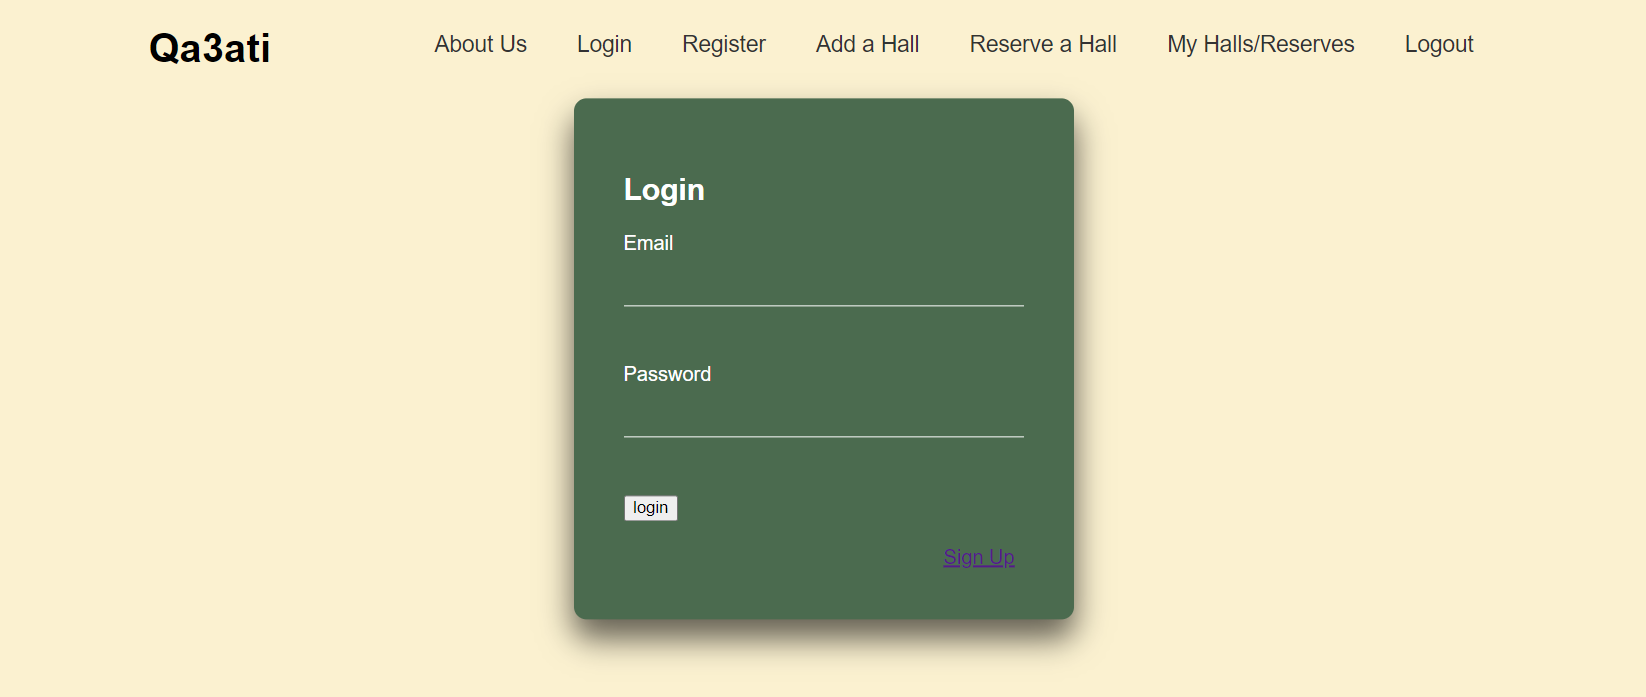 Qa3ati About Us Login Register Add a Hall Reserve a Hall My Halls/Reserves Logout
Login
Email
Password
login
Sign Up